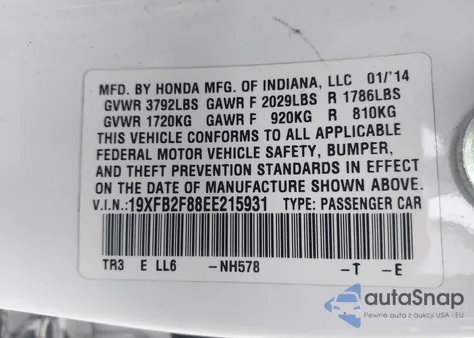 MFD. BY HONDA MFG. OF INDIANA, LLC 01/'14
GVWR 3792LBS GAWR F 2029LBS R 1786LBS
GVWR 1720KG GAWR F 920KG R 810KG
THIS VEHICLE CONFORMS TO ALL APPLICABLE
FEDERAL MOTOR VEHICLE SAFETY, BUMPER,
AND THEFT PREVENTION STANDARDS IN EFFECT
ON THE DATE OF MANUFACTURE SHOWN ABOVE.
V.I.N.:19XFB2F88EE215931 TYPE: PASSENGER CAR
TR3 E LL6 -NH578 -T -E
autoSnap
Pewne auta z aukcji USA i EU